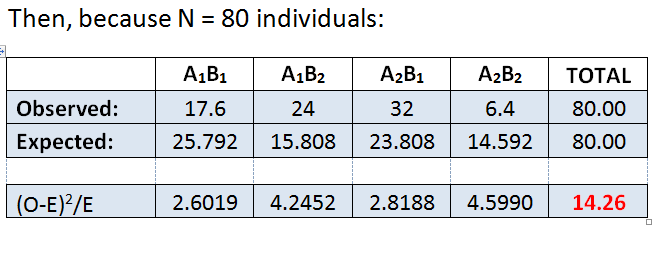 Then, because N = 80 individuals:
A₁B₁ A₁B₂ A₂B₁ A₂B₂ TOTAL
Observed: 17.6 24 32 6.4 80.00
Expected: 25.792 15.808 23.808 14.592 80.00
(O-E)²/E 2.6019 4.2452 2.8188 4.5990 14.26